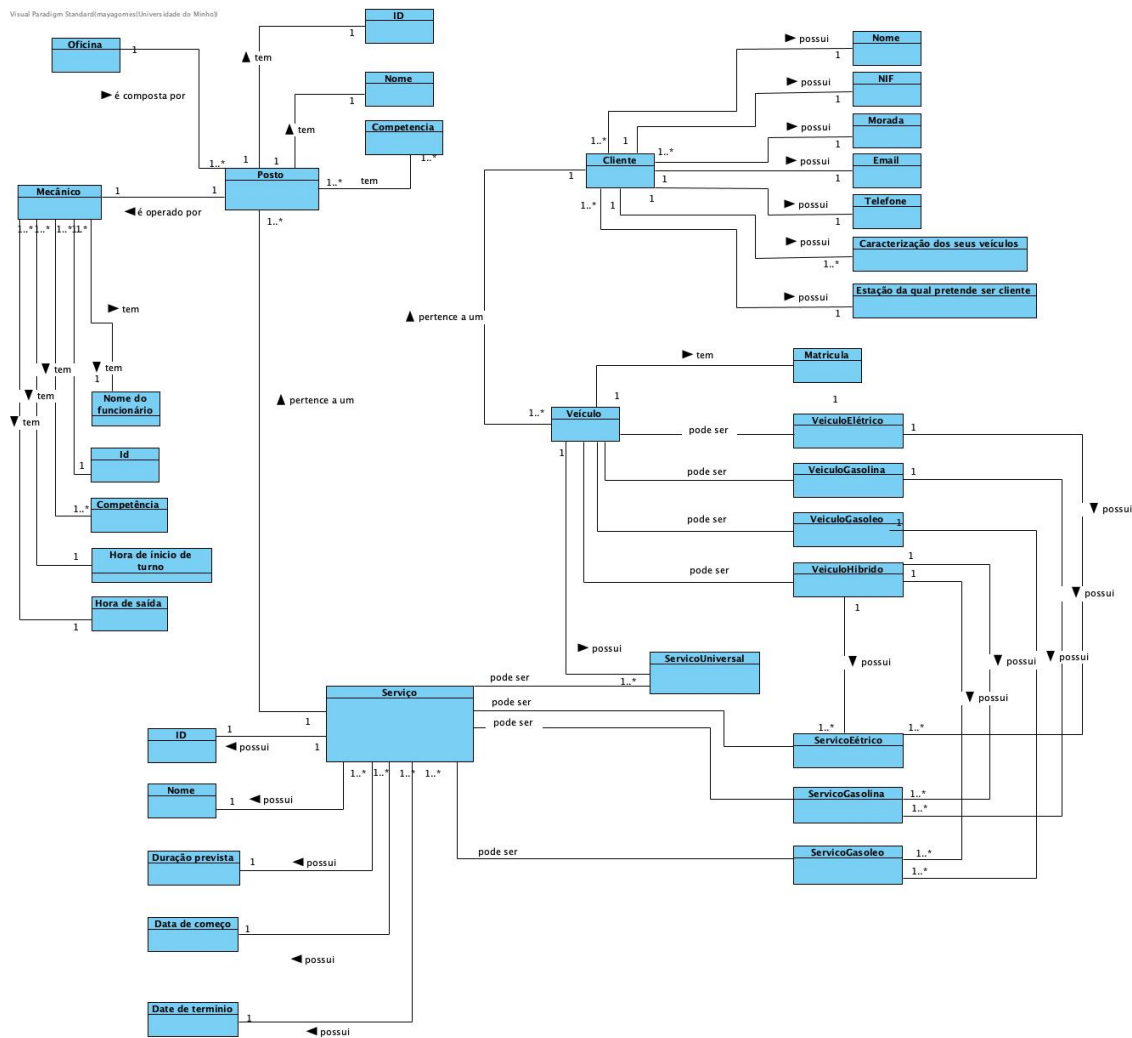 Visual Paradigm Standard(mayagomes(Universidade do Minho))
ID
Oficina
1
1
tem
Nome
1
é composta por
tem
Competencia
1..*
1..*
1
1
Posto
1..*
tem
Mecânico
1
1
é operado por
1..*
1..*
1..*
1..*
1..*
tem
tem
tem
tem
tem
1
Nome do
funcionário
Id
1
Competência
1..*
Hora de inicio de
turno
1
Hora de saída
1
possui
Nome
1
possui
NIF
1
possui
Morada
1
possui
Email
1
possui
Telefone
1
possui
Caracterização dos seus veículos
1..*
possui
Estação da qual pretende ser cliente
1
1..*
1
1..*
Cliente
1
1
1
1
1..*
pertence a um
pertence a um
tem
Matricula
1
1
1..*
Veículo
1
pode ser
VeiculoElétrico
1
pode ser
VeiculoGasolina
1
pode ser
VeiculoGasoleo
1
pode ser
VeiculoHibrido
1
1
1
possui
possui
possui
possui
possui
possui
possui
ServicoUniversal
1..*
pode ser
Serviço
pode ser
pode ser
1
1
1..*
1..*
1..*
1..*
ServicoEétrico
1..*
1..*
ServicoGasolina
1..*
1..*
pode ser
ServicoGasoleo
1..*
1..*
ID
1
possui
Nome
1
possui
Duração prevista
1
possui
Data de começo
1
possui
Date de terminio
1
possui